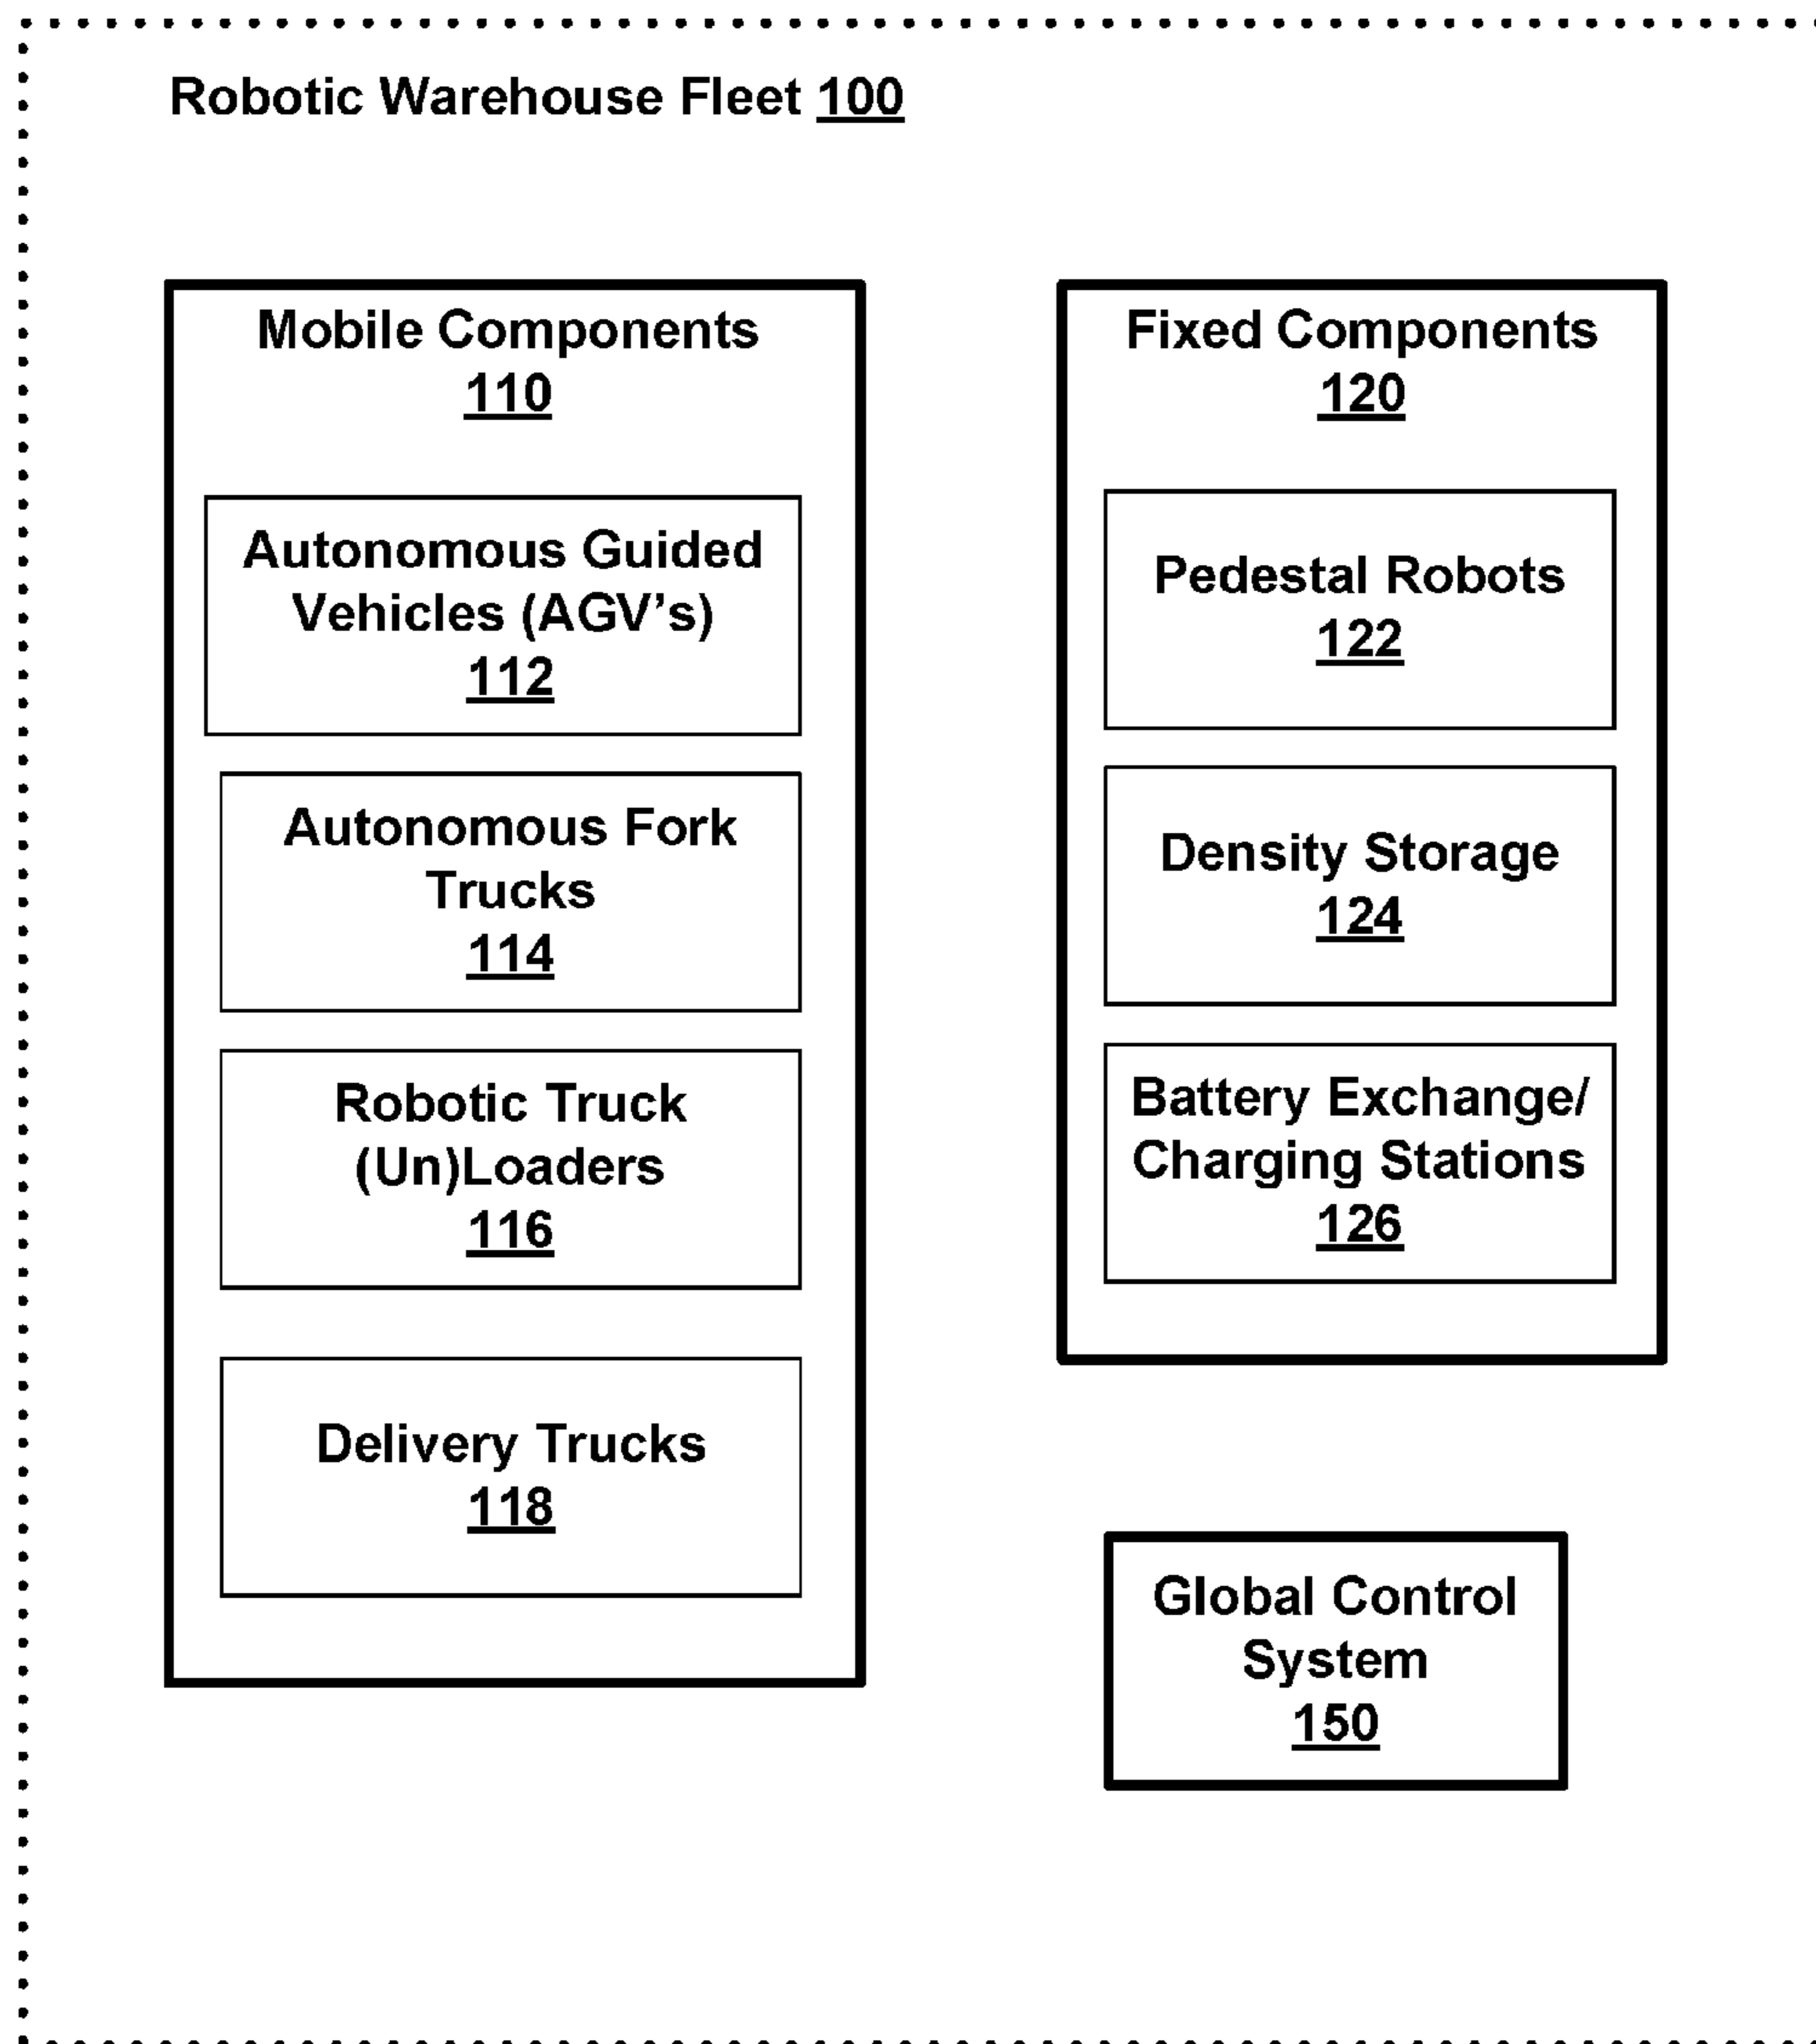 Robotic Warehouse Fleet 100
Mobile Components
110
Autonomous Guided
Vehicles (AGV's)
112
Autonomous Fork
Trucks
114
Robotic Truck
(Un)Loaders
116
Delivery Trucks
118
Fixed Components
120
Pedestal Robots
122
Density Storage
124
Battery Exchange/
Charging Stations
126
Global Control
System
150